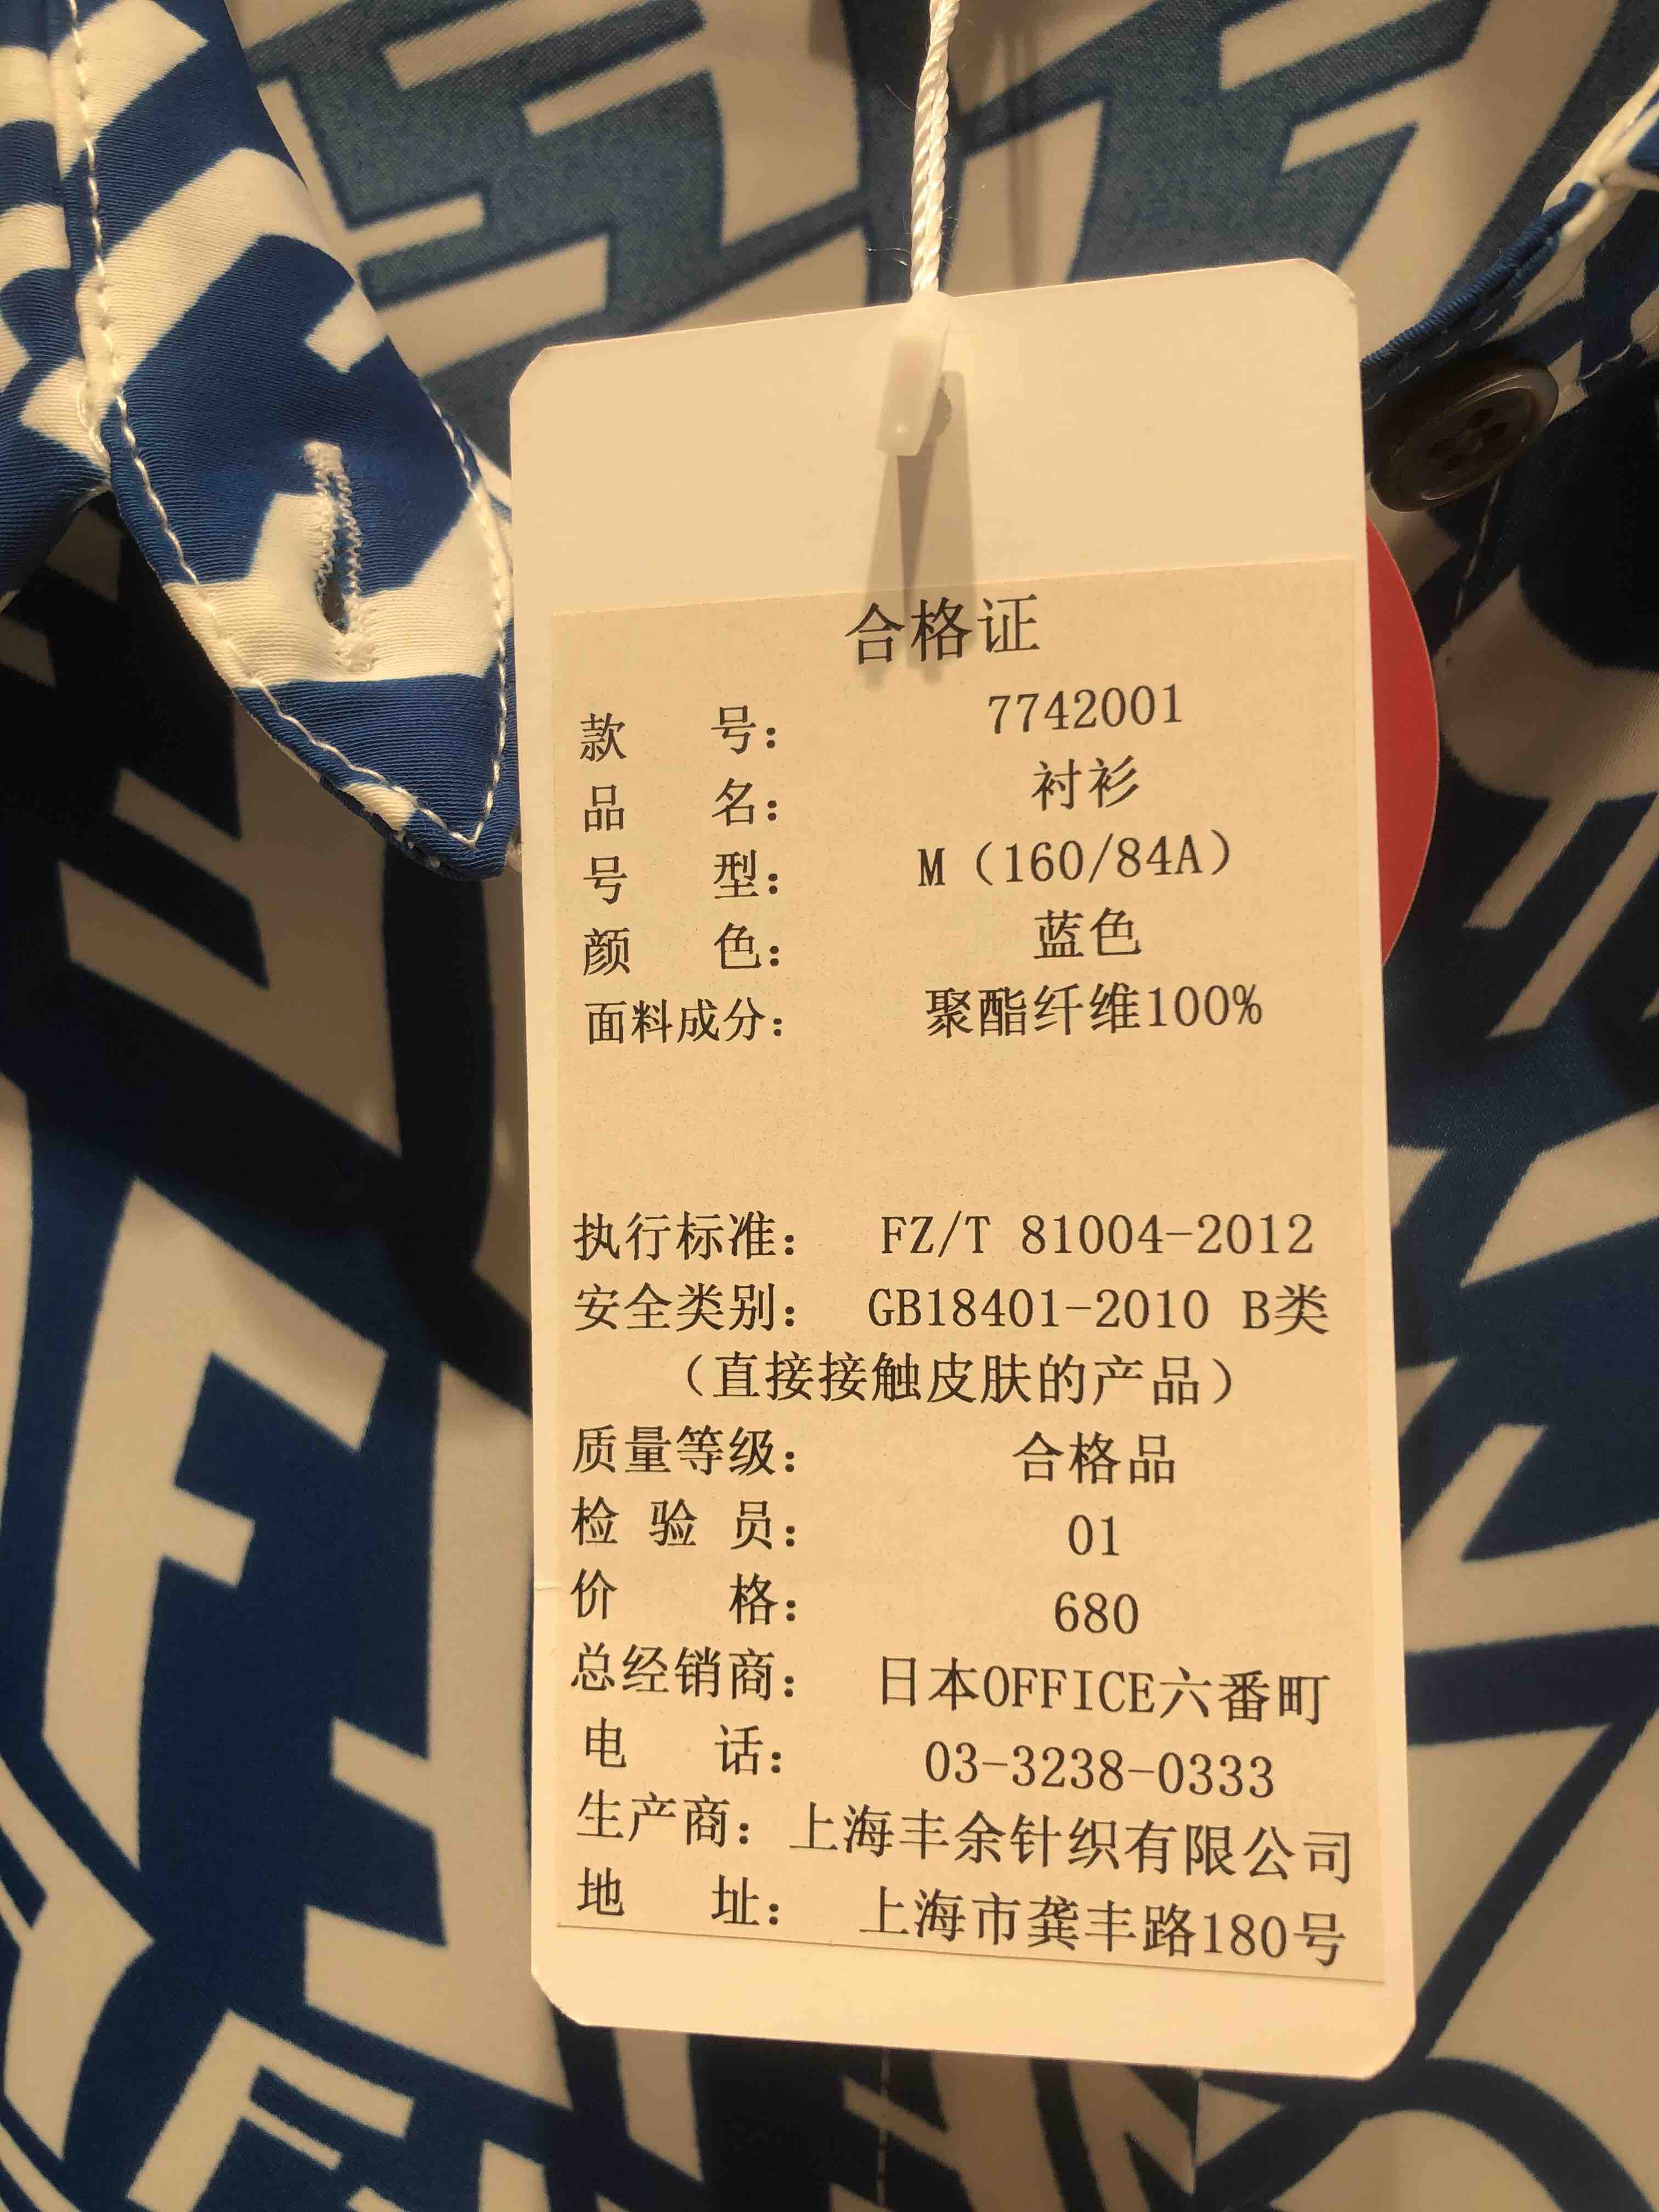 合格证
款 号： 7742001
品 名： 衬衫
号 型： M（160/84A）
颜 色： 蓝色
面料成分： 聚酯纤维100%
执行标准： FZ/T 81004-2012
安全类别： GB18401-2010 B类
（直接接触皮肤的产品）
质量等级： 合格品
检 验 员： 01
价 格： 680
总经销商： 日本OFFICE六番町
电 话： 03-3238-0333
生产商：上海丰余针织有限公司
地 址： 上海市龚丰路180号